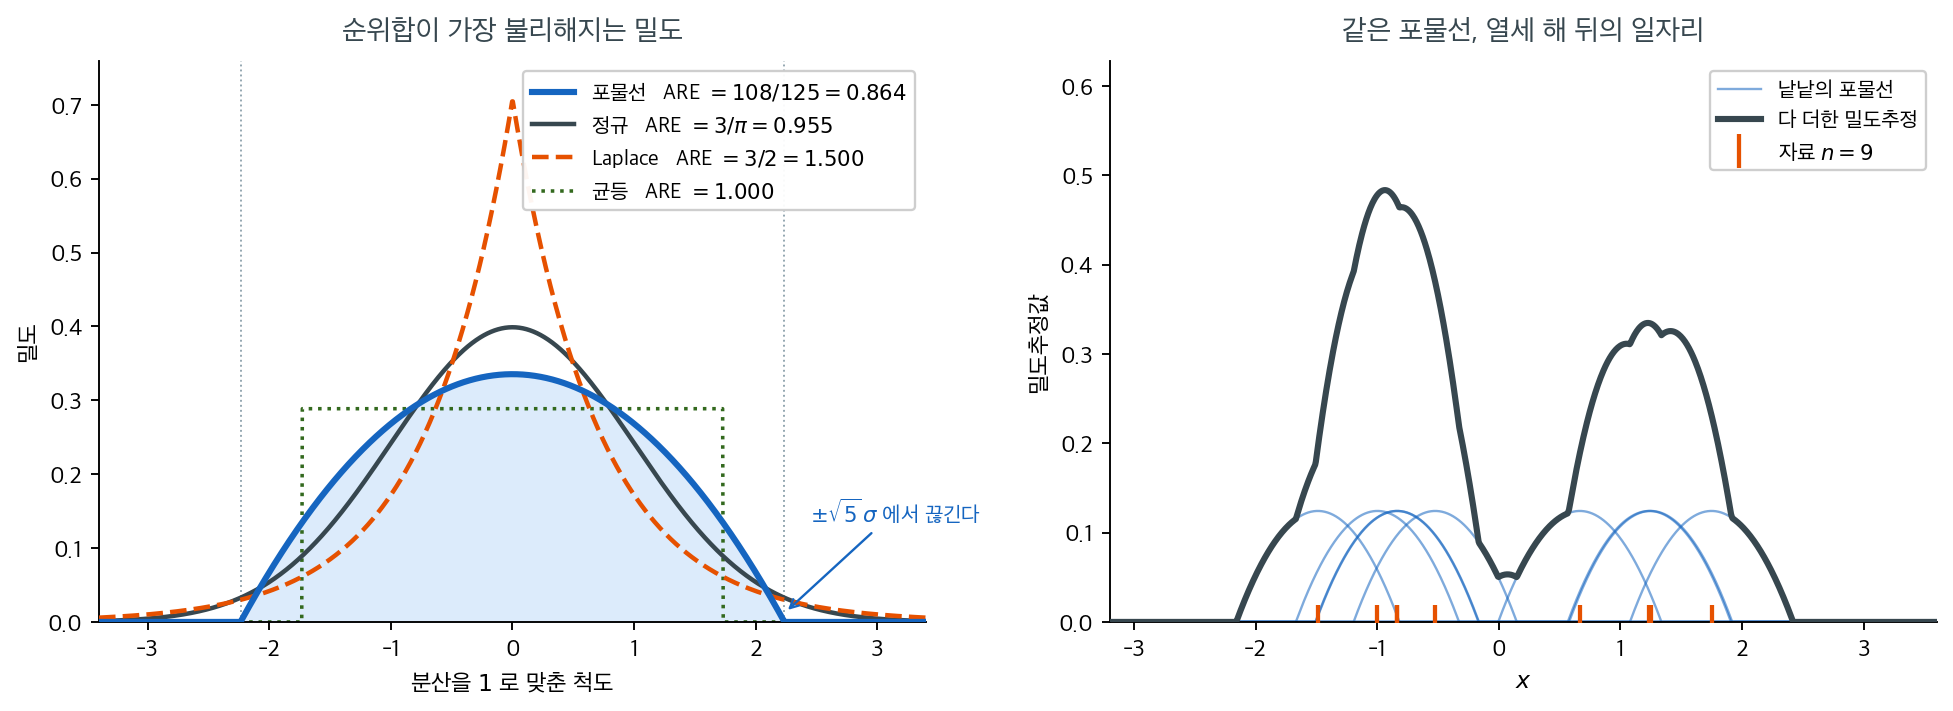 순위합이 가장 불리해지는 밀도
포물선 ARE = 108/125 = 0.864
정규 ARE = 3/π = 0.955
Laplace ARE = 3/2 = 1.500
균등 ARE = 1.000
밀도
0.7
0.6
0.5
0.4
0.3
0.2
0.1
0.0
±√5 σ 에서 끊긴다
-3 -2 -1 0 1 2 3
분산을 1 로 맞춘 척도
같은 포물선, 열세 해 뒤의 일자리
낱낱의 포물선
다 더한 밀도추정
자료 n = 9
밀도추정값
0.6
0.5
0.4
0.3
0.2
0.1
0.0
-3 -2 -1 0 1 2 3
x